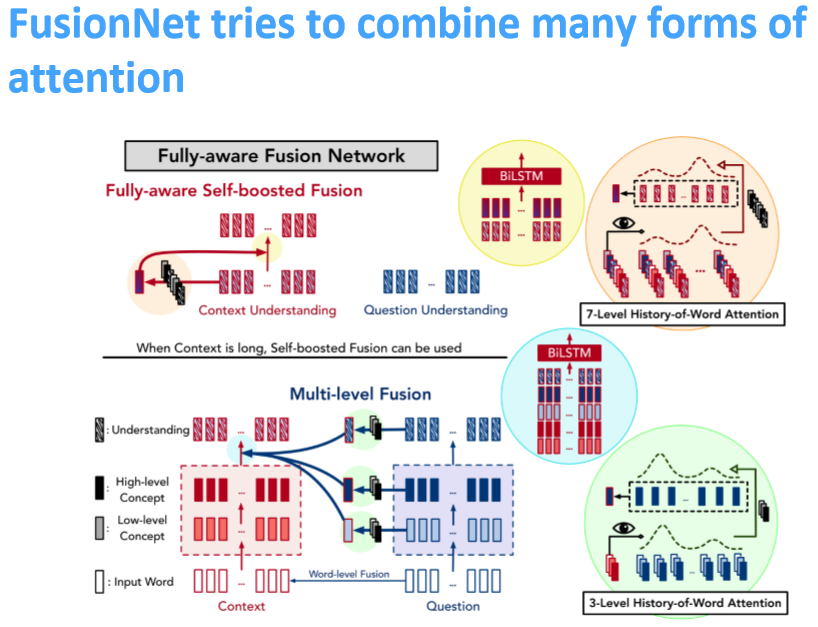 FusionNet tries to combine many forms of
attention
Fully-aware Fusion Network
Fully-aware Self-boosted Fusion
BiLSTM
...
Context Understanding
Question Understanding
7-Level History-of-Word Attention
When Context is long, Self-boosted Fusion can be used
BiLSTM
Multi-level Fusion
: Understanding
: High-level
Concept
: Low-level
Concept
: Input Word
Word-level Fusion
Context
Question
3-Level History-of-Word Attention